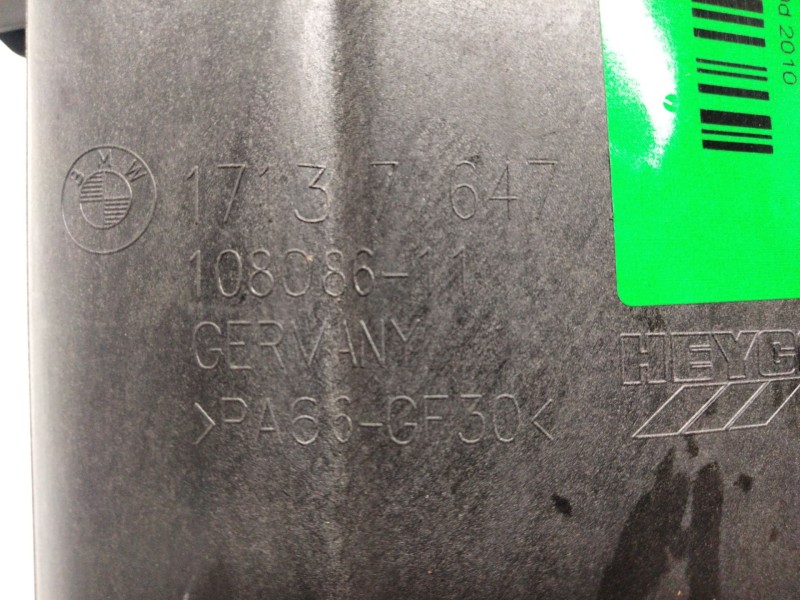 BMW
1713 7 647
108086-11
GERMANY
>PA66-GF30<
HEYC
2010